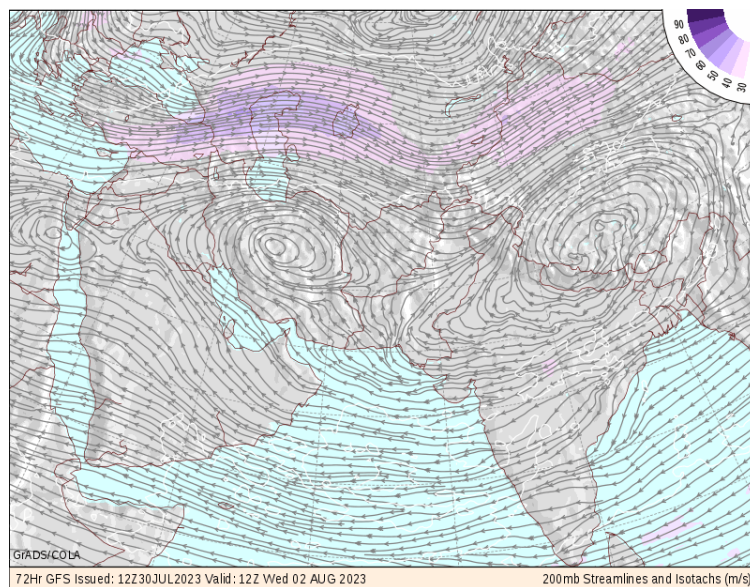 90
80
70
60
50
40
30
GrADS/COLA
72Hr GFS Issued: 12Z30JUL2023 Valid: 12Z Wed 02 AUG 2023
200mb Streamlines and Isotachs (m/s)